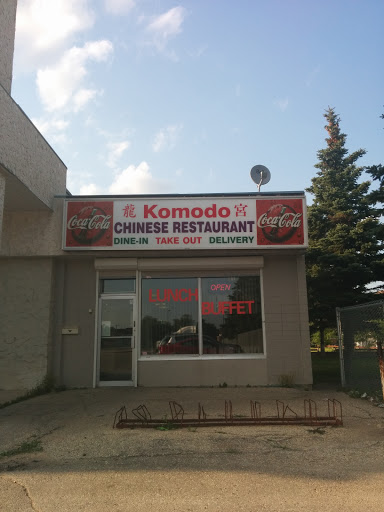 龍 Komodo 宮
Coca-Cola CHINESE RESTAURANT Coca-Cola
DINE-IN TAKE OUT DELIVERY
LUNCH OPEN
BUFFET